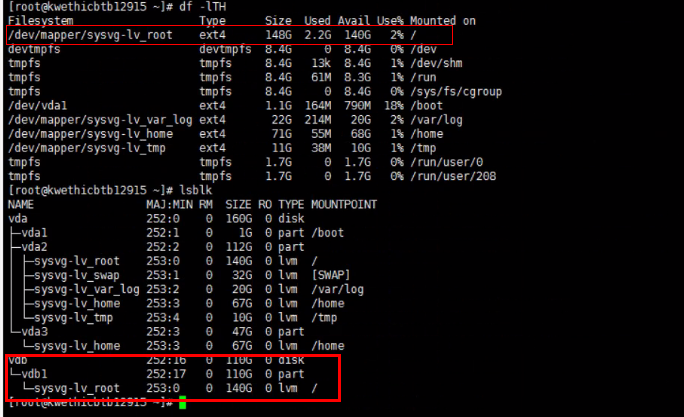 [root@kwethicbtb12915 ~]# df -lTH
Filesystem Type Size Used Avail Use% Mounted on
/dev/mapper/sysvg-lv_root ext4 148G 2.2G 140G 2% /
devtmpfs devtmpfs 8.4G 0 8.4G 0% /dev
tmpfs tmpfs 8.4G 13k 8.4G 1% /dev/shm
tmpfs tmpfs 8.4G 61M 8.3G 1% /run
tmpfs tmpfs 8.4G 0 8.4G 0% /sys/fs/cgroup
/dev/vda1 ext4 1.1G 164M 790M 18% /boot
/dev/mapper/sysvg-lv_var_log ext4 22G 214M 20G 2% /var/log
/dev/mapper/sysvg-lv_home ext4 71G 55M 68G 1% /home
/dev/mapper/sysvg-lv_tmp ext4 11G 38M 10G 1% /tmp
tmpfs tmpfs 1.7G 0 1.7G 0% /run/user/0
tmpfs tmpfs 1.7G 0 1.7G 0% /run/user/208
[root@kwethicbtb12915 ~]# lsblk
NAME MAJ:MIN RM SIZE RO TYPE MOUNTPOINT
vda 252:0 0 160G 0 disk
├─vda1 252:1 0 1G 0 part /boot
├─vda2 252:2 0 112G 0 part
│ ├─sysvg-lv_root 253:0 0 140G 0 lvm /
│ ├─sysvg-lv_swap 253:1 0 32G 0 lvm [SWAP]
│ ├─sysvg-lv_var_log 253:2 0 20G 0 lvm /var/log
│ ├─sysvg-lv_home 253:3 0 67G 0 lvm /home
│ └─sysvg-lv_tmp 253:4 0 10G 0 lvm /tmp
└─vda3 252:3 0 47G 0 part
  └─sysvg-lv_home 253:3 0 67G 0 lvm /home
vdb 252:16 0 110G 0 disk
└─vdb1 252:17 0 110G 0 part
  └─sysvg-lv_root 253:0 0 140G 0 lvm /
[root@kwethicbtb12915 ~]#